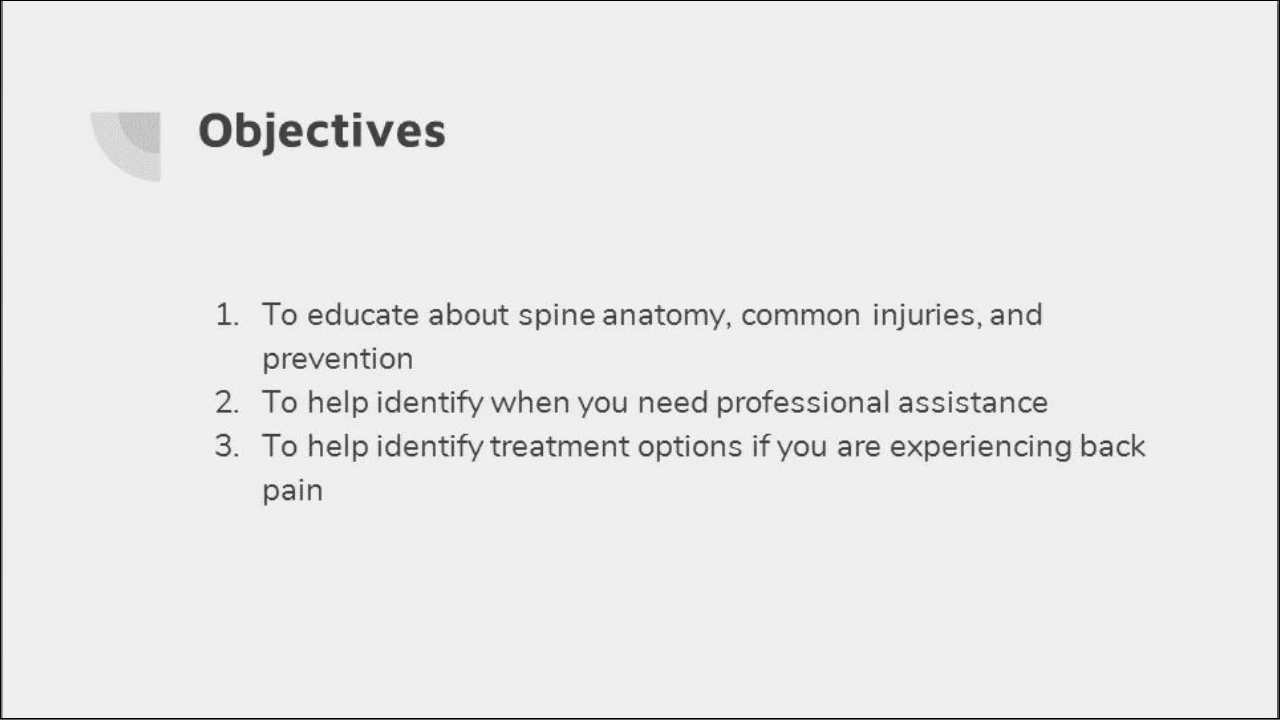 Objectives
1. To educate about spine anatomy, common injuries, and
prevention
2. To help identify when you need professional assistance
3. To help identify treatment options if you are experiencing back
pain